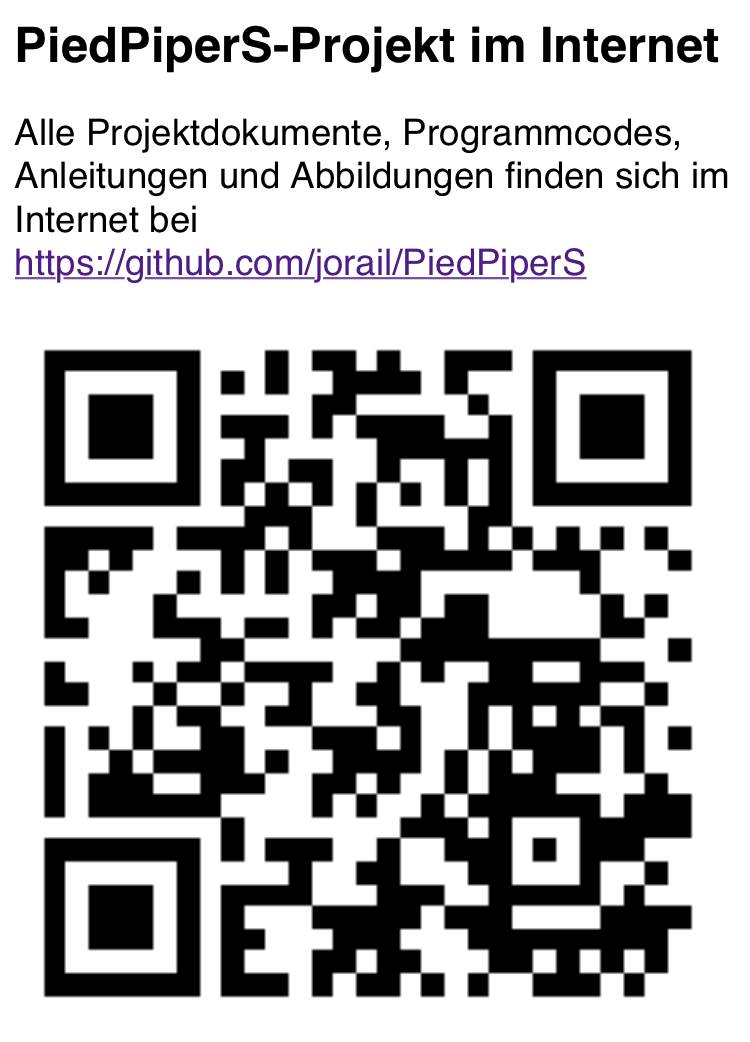 PiedPiperS-Projekt im Internet
Alle Projektdokumente, Programmcodes,
Anleitungen und Abbildungen finden sich im
Internet bei
https://github.com/jorail/PiedPiperS